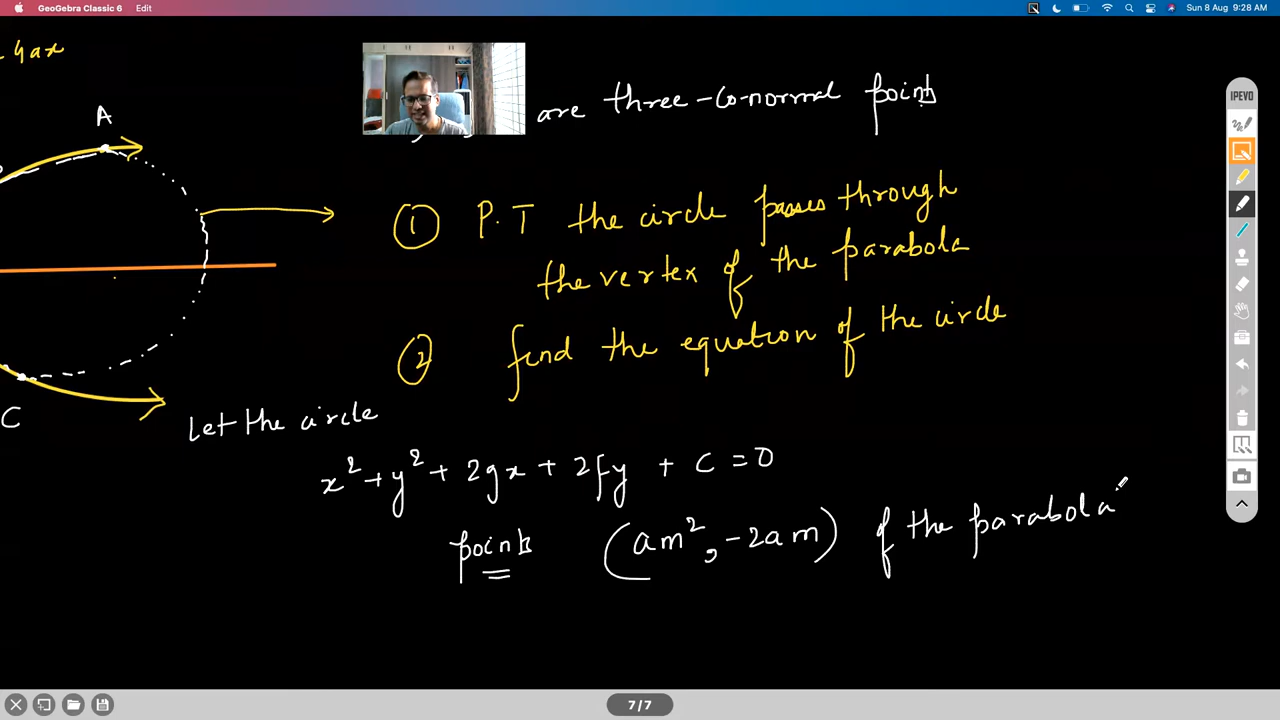 GeoGebra Classic 6 Edit
Sun 8 Aug 9:28 AM
4ax
A
are three-co-normal points
IPEVO
① P.T the circle passes through
the vertex of the parabola
② find the equation of the circle
C
Let the circle
x² + y² + 2gx + 2fy + c = 0
points (am², -2am) of the parabola
7/7